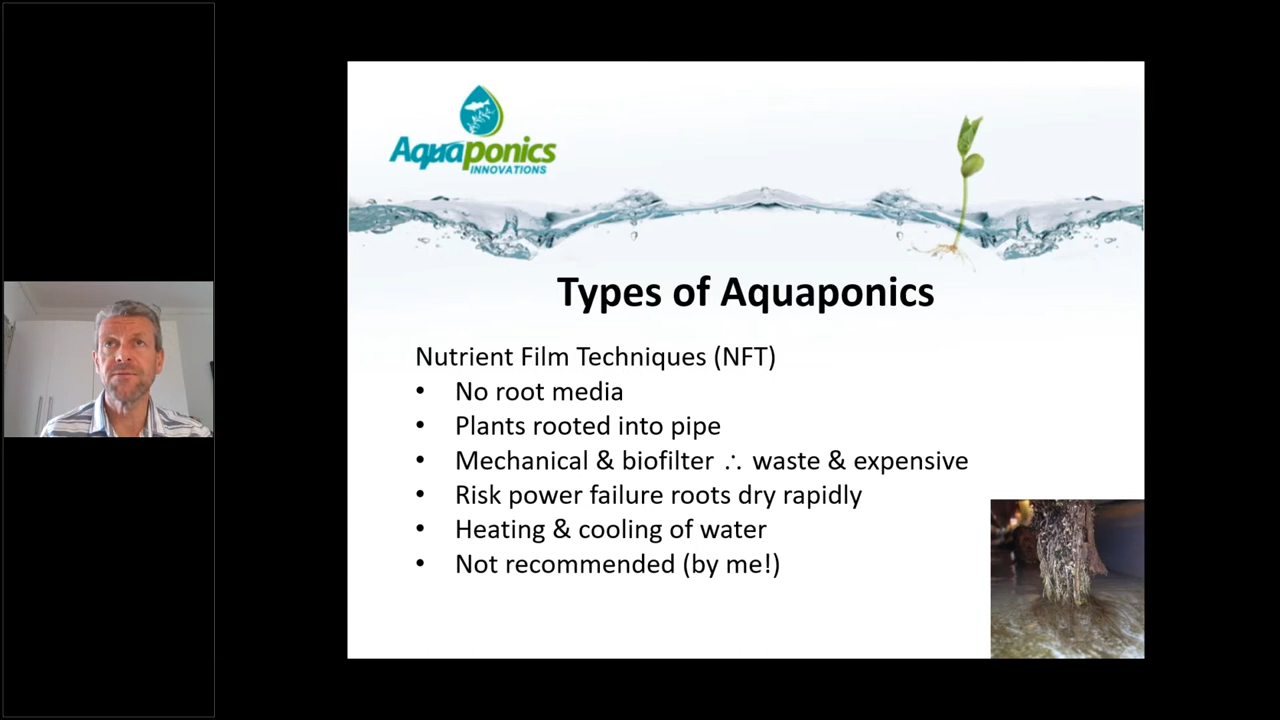 Aquaponics
INNOVATIONS
Types of Aquaponics
Nutrient Film Techniques (NFT)
• No root media
• Plants rooted into pipe
• Mechanical & biofilter ∴ waste & expensive
• Risk power failure roots dry rapidly
• Heating & cooling of water
• Not recommended (by me!)